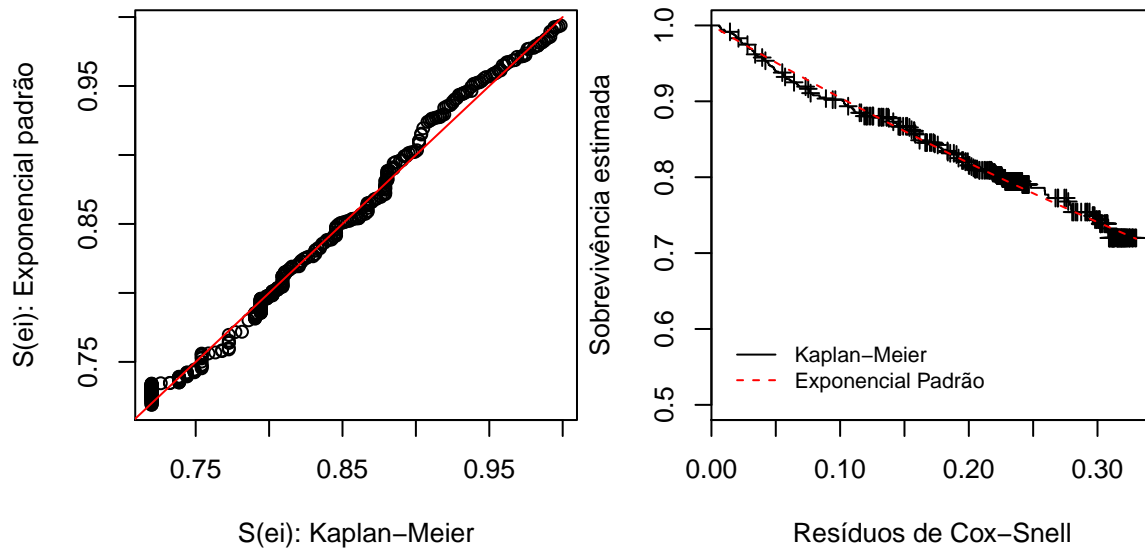 S(ei): Exponencial padrão
0.75
0.85
0.95
0.75
0.85
0.95
S(ei): Kaplan−Meier
Sobrevivência estimada
0.5
0.6
0.7
0.8
0.9
1.0
Kaplan−Meier
Exponencial Padrão
0.00
0.10
0.20
0.30
Resíduos de Cox−Snell